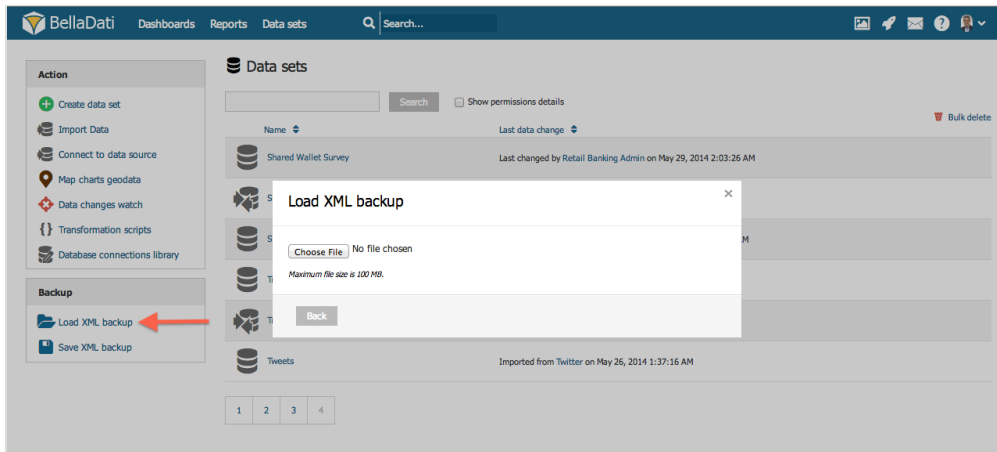 BellaDati Dashboards Reports Data sets Search...
Action
Create data set
Import Data
Connect to data source
Map charts geodata
Data changes watch
Transformation scripts
Database connections library
Backup
Load XML backup
Save XML backup
Data sets
Search Show permissions details
Bulk delete
Name Last data change
Shared Wallet Survey Last changed by Retail Banking Admin on May 29, 2014 2:03:26 AM
Load XML backup
Choose File No file chosen
Maximum file size is 100 MB.
Back
Tweets Imported from Twitter on May 26, 2014 1:37:16 AM
1 2 3 4